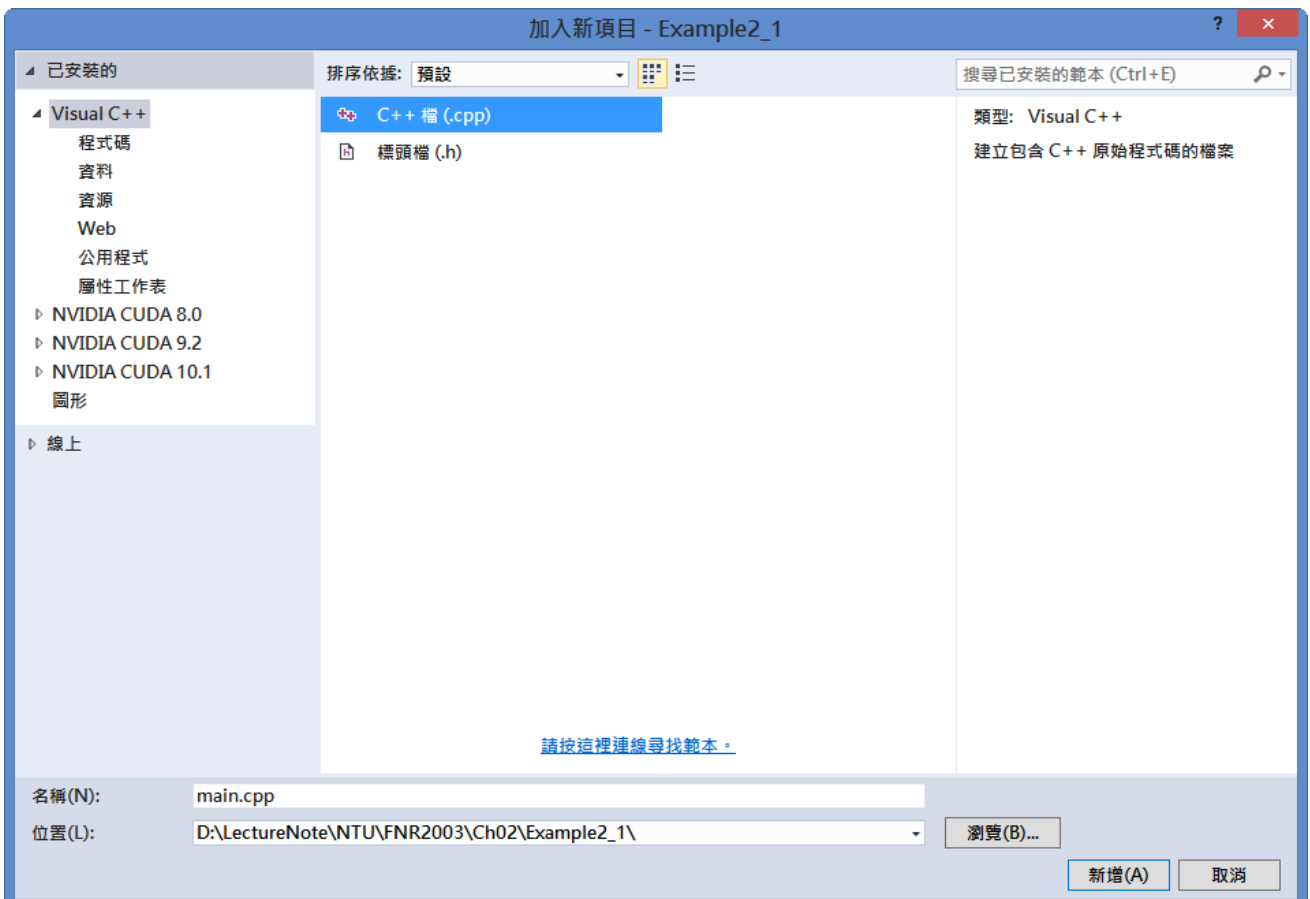 加入新項目 - Example2_1
?
已安裝的
排序依據: 預設
搜尋已安裝的範本 (Ctrl+E)
Visual C++
程式碼
資料
資源
Web
公用程式
屬性工作表
NVIDIA CUDA 8.0
NVIDIA CUDA 9.2
NVIDIA CUDA 10.1
圖形
線上
C++ 檔 (.cpp)
標頭檔 (.h)
類型: Visual C++
建立包含 C++ 原始程式碼的檔案
請按這裡連線尋找範本。
名稱(N): main.cpp
位置(L): D:\LectureNote\NTU\FNR2003\Ch02\Example2_1\
瀏覽(B)...
新增(A)
取消